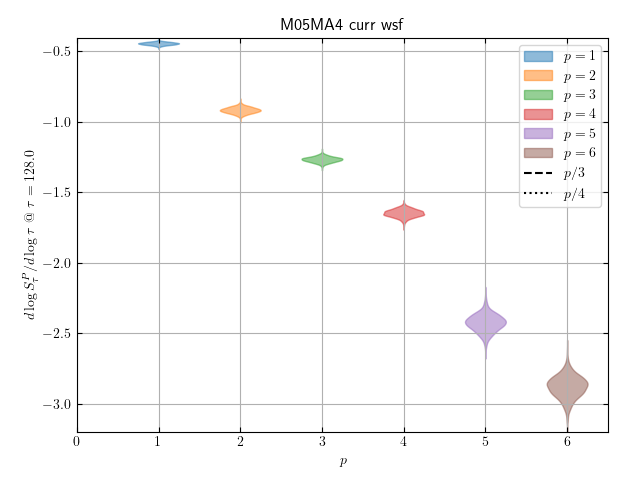 M05MA4 curr wsf
d log S_τ^P / d log τ @ τ = 128.0
−0.5
−1.0
−1.5
−2.0
−2.5
−3.0
0
1
2
3
4
5
6
p
p = 1
p = 2
p = 3
p = 4
p = 5
p = 6
p/3
p/4